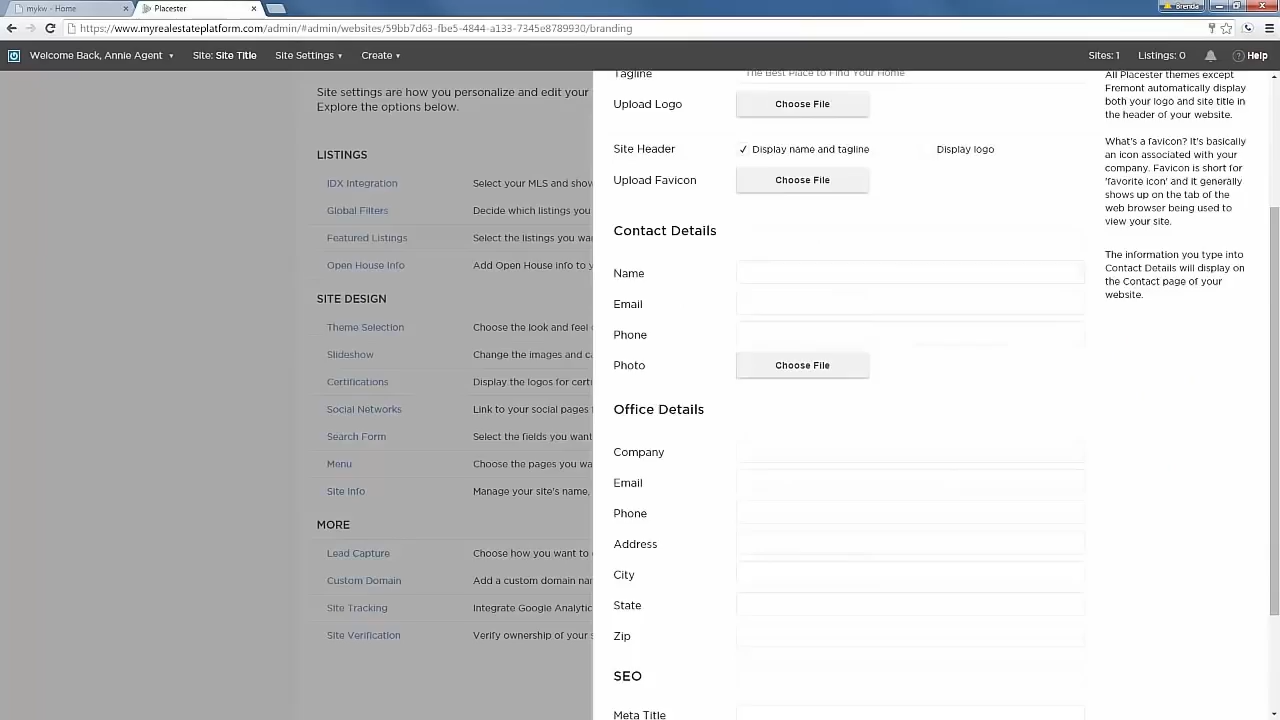 mykw - Home
Placester
Brenda
https://www.myrealestateplatform.com/admin/#admin/websites/59bb7d63-fbe5-4844-a133-7345e8789930/branding
Welcome Back, Annie Agent
Site: Site Title
Site Settings
Create
Sites: 1
Listings: 0
Help
Site settings are how you personalize and edit your
Explore the options below.
LISTINGS
IDX Integration
Select your MLS and show
Global Filters
Decide which listings you
Featured Listings
Select the listings you wa
Open House Info
Add Open House info to y
SITE DESIGN
Theme Selection
Choose the look and feel
Slideshow
Change the images and ca
Certifications
Display the logos for certi
Social Networks
Link to your social pages
Search Form
Select the fields you want
Menu
Choose the pages you wa
Site Info
Manage your site's name,
MORE
Lead Capture
Choose how you want to
Custom Domain
Add a custom domain nar
Site Tracking
Integrate Google Analytic
Site Verification
Verify ownership of your s
Tagline
The Best Place to Find Your Home
Upload Logo
Choose File
Site Header
✓ Display name and tagline
Display logo
Upload Favicon
Choose File
Contact Details
Name
Email
Phone
Photo
Choose File
Office Details
Company
Email
Phone
Address
City
State
Zip
SEO
Meta Title
All Placester themes except
Fremont automatically display
both your logo and site title in
the header of your website.
What's a favicon? It's basically
an icon associated with your
company. Favicon is short for
'favorite icon' and it generally
shows up on the tab of the
web browser being used to
view your site.
The information you type into
Contact Details will display on
the Contact page of your
website.